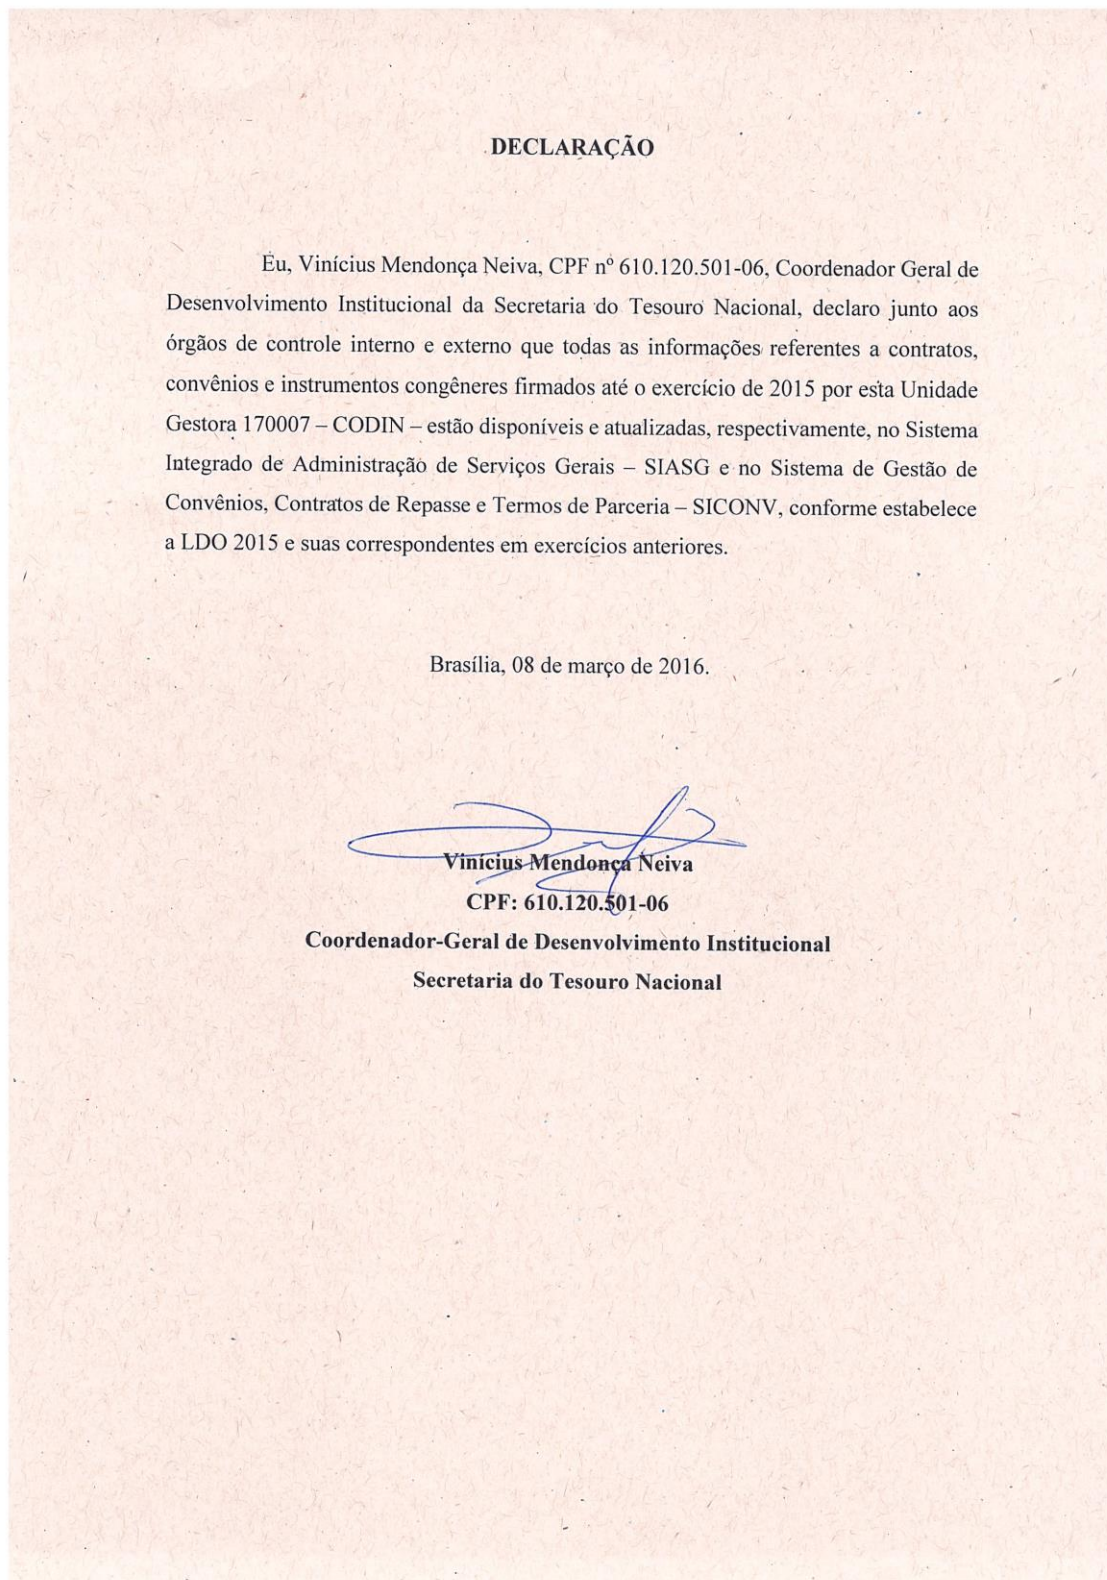 DECLARAÇÃO
Eu, Vinícius Mendonça Neiva, CPF nº 610.120.501-06, Coordenador Geral de
Desenvolvimento Institucional da Secretaria do Tesouro Nacional, declaro junto aos
órgãos de controle interno e externo que todas as informações referentes a contratos,
convênios e instrumentos congêneres firmados até o exercício de 2015 por esta Unidade
Gestora 170007 – CODIN – estão disponíveis e atualizadas, respectivamente, no Sistema
Integrado de Administração de Serviços Gerais – SIASG e no Sistema de Gestão de
Convênios, Contratos de Repasse e Termos de Parceria – SICONV, conforme estabelece
a LDO 2015 e suas correspondentes em exercícios anteriores.
Brasília, 08 de março de 2016.
Vinícius Mendonça Neiva
CPF: 610.120.501-06
Coordenador-Geral de Desenvolvimento Institucional
Secretaria do Tesouro Nacional